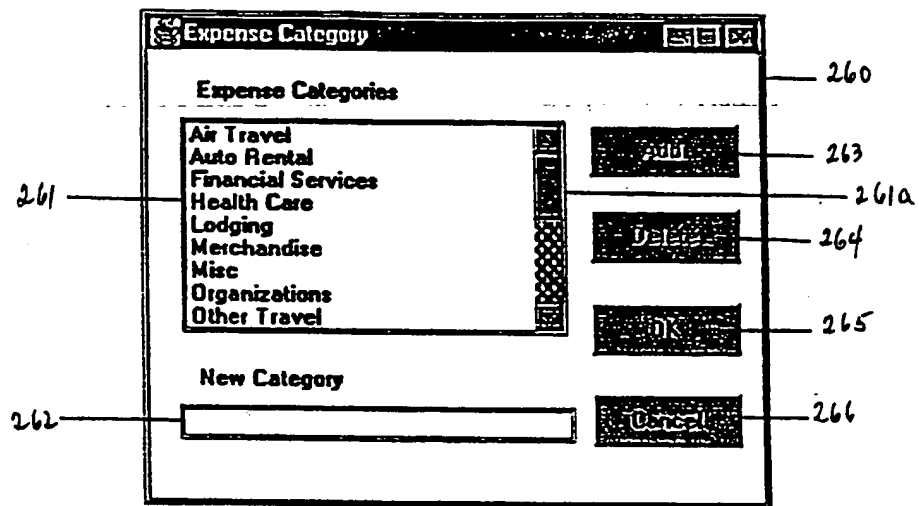 Expense Category
260
Expense Categories
Air Travel
Auto Rental
Financial Services
Health Care
Lodging
Merchandise
Misc
Organizations
Other Travel
261
261a
Add
263
Delete
264
OK
265
New Category
262
Cancel
266